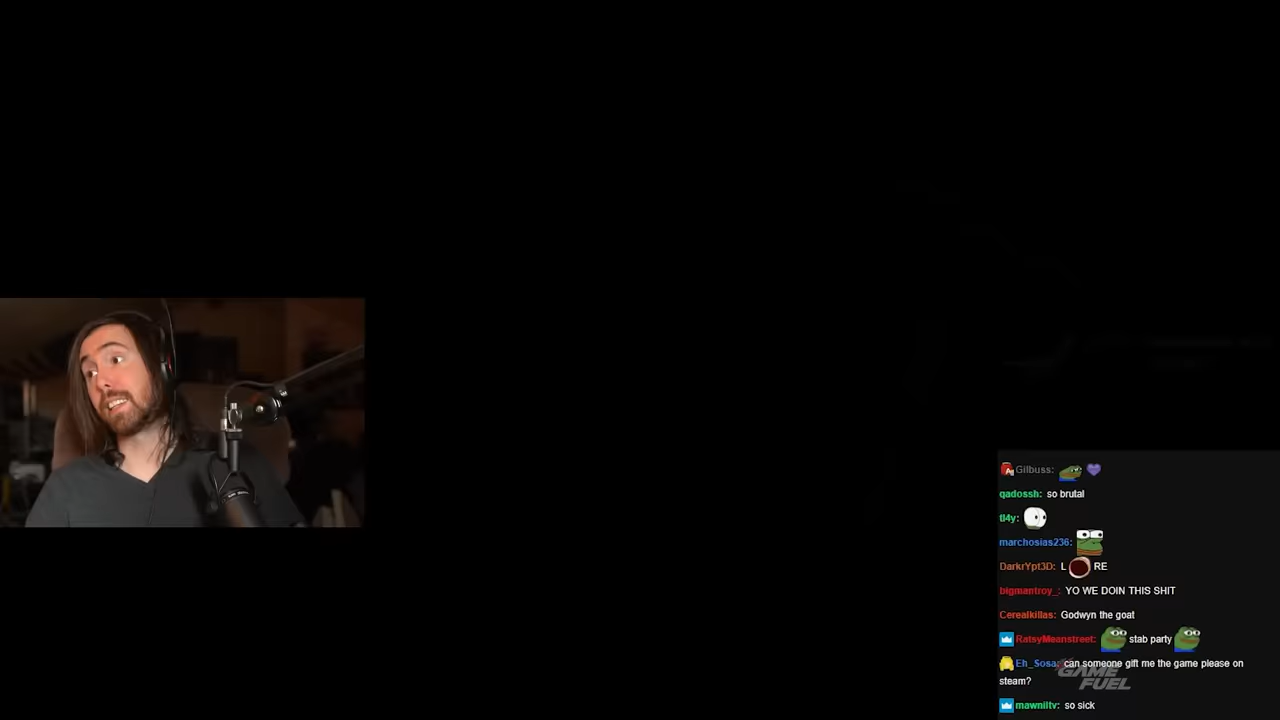 Gilbuss:
qadossh: so brutal
tl4y:
marchosias236:
DarkrYpt3D: L RE
bigmantroy_: YO WE DOIN THIS SHIT
Cerealkillas: Godwyn the goat
RatsyMeanstreet: stab party
Eh_Sosa: can someone gift me the game please on
steam?
GAME
FUEL
mawniltv: so sick